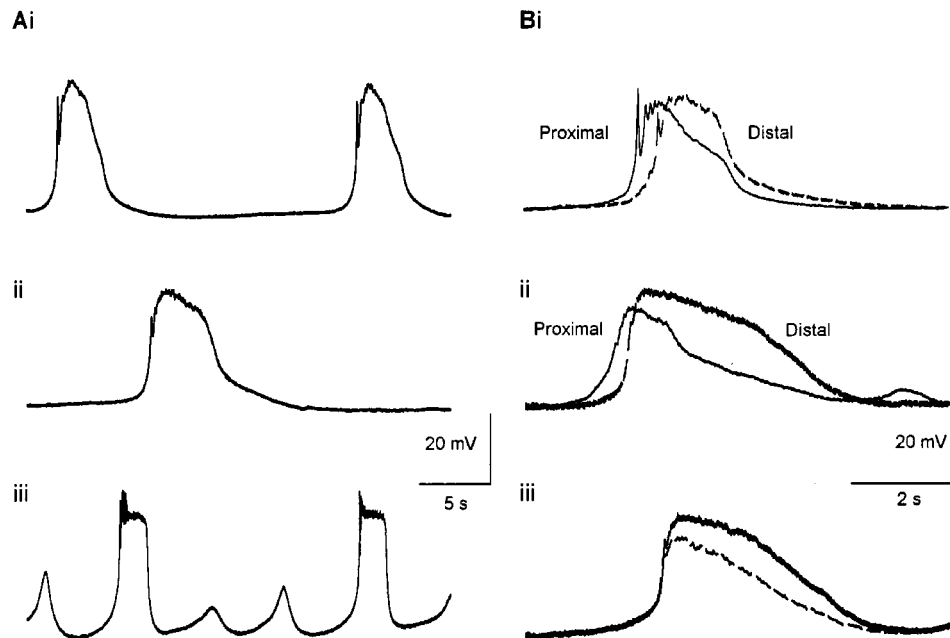 Ai
Bi
Proximal
Distal
ii
ii
Proximal
Distal
20 mV
5 s
20 mV
2 s
iii
iii